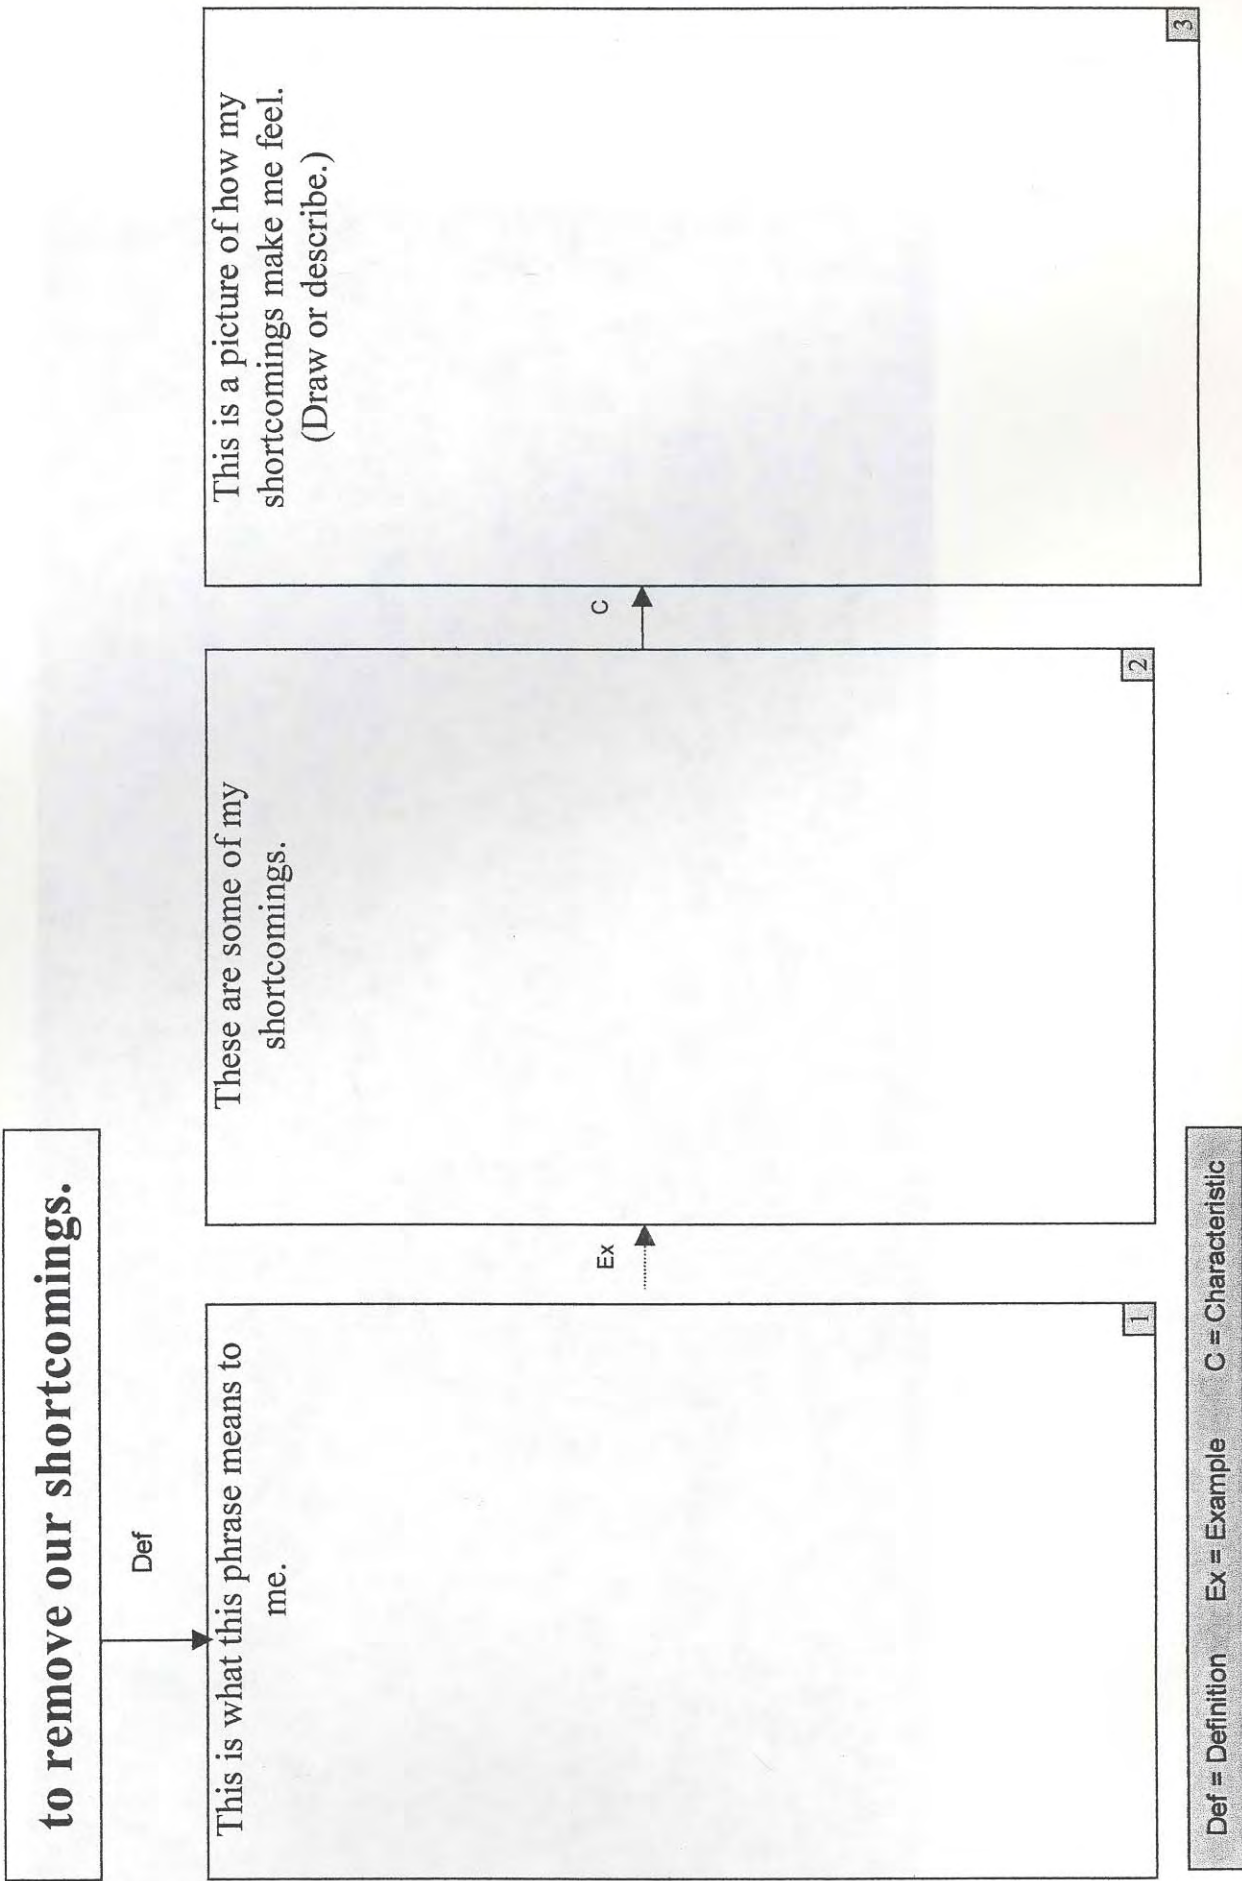 to remove our shortcomings.
Def
This is what this phrase means to
me.
1
Ex
These are some of my
shortcomings.
2
C
This is a picture of how my
shortcomings make me feel.
(Draw or describe.)
3
Def = Definition Ex = Example C = Characteristic